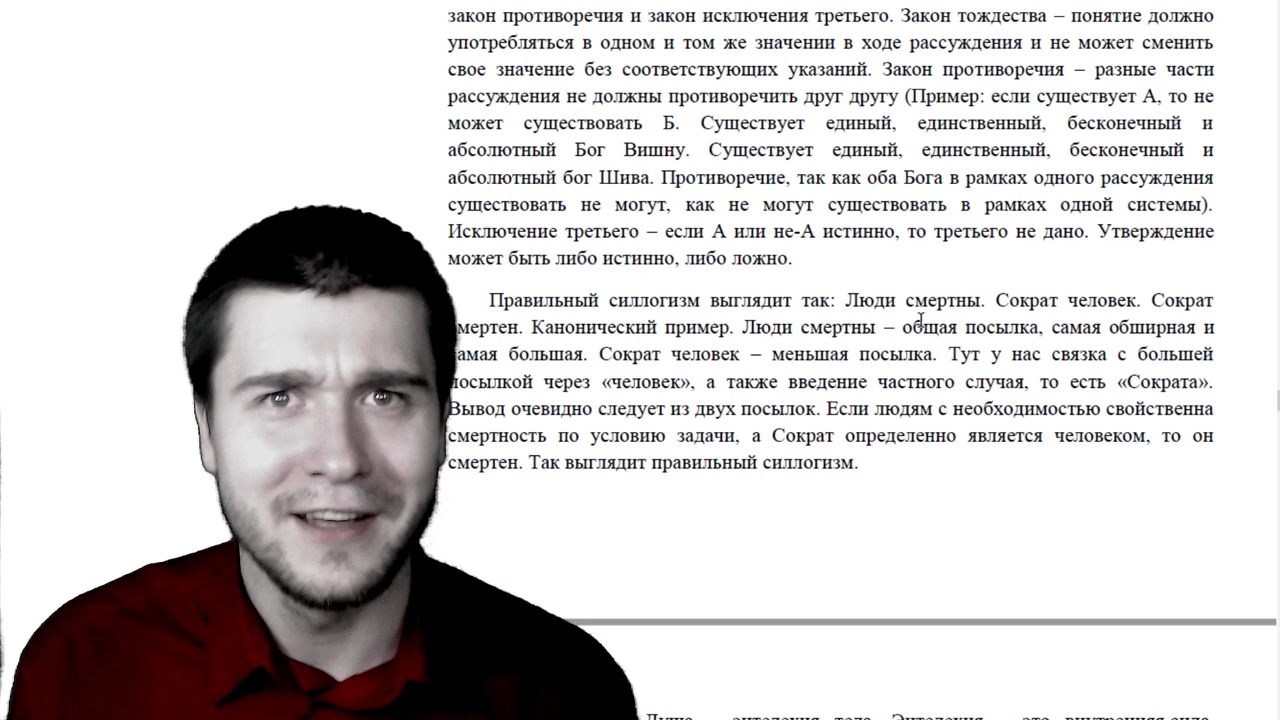 закон противоречия и закон исключения третьего. Закон тождества – понятие должно
употребляться в одном и том же значении в ходе рассуждения и не может сменить
свое значение без соответствующих указаний. Закон противоречия – разные части
рассуждения не должны противоречить друг другу (Пример: если существует А, то не
может существовать Б. Существует единый, единственный, бесконечный и
абсолютный Бог Вишну. Существует единый, единственный, бесконечный и
абсолютный бог Шива. Противоречие, так как оба Бога в рамках одного рассуждения
существовать не могут, как не могут существовать в рамках одной системы).
Исключение третьего – если А или не-А истинно, то третьего не дано. Утверждение
может быть либо истинно, либо ложно.
Правильный силлогизм выглядит так: Люди смертны. Сократ человек. Сократ
смертен. Канонический пример. Люди смертны – общая посылка, самая обширная и
самая большая. Сократ человек – меньшая посылка. Тут у нас связка с большей
посылкой через «человек», а также введение частного случая, то есть «Сократа».
Вывод очевидно следует из двух посылок. Если людям с необходимостью свойственна
смертность по условию задачи, а Сократ определенно является человеком, то он
смертен. Так выглядит правильный силлогизм.